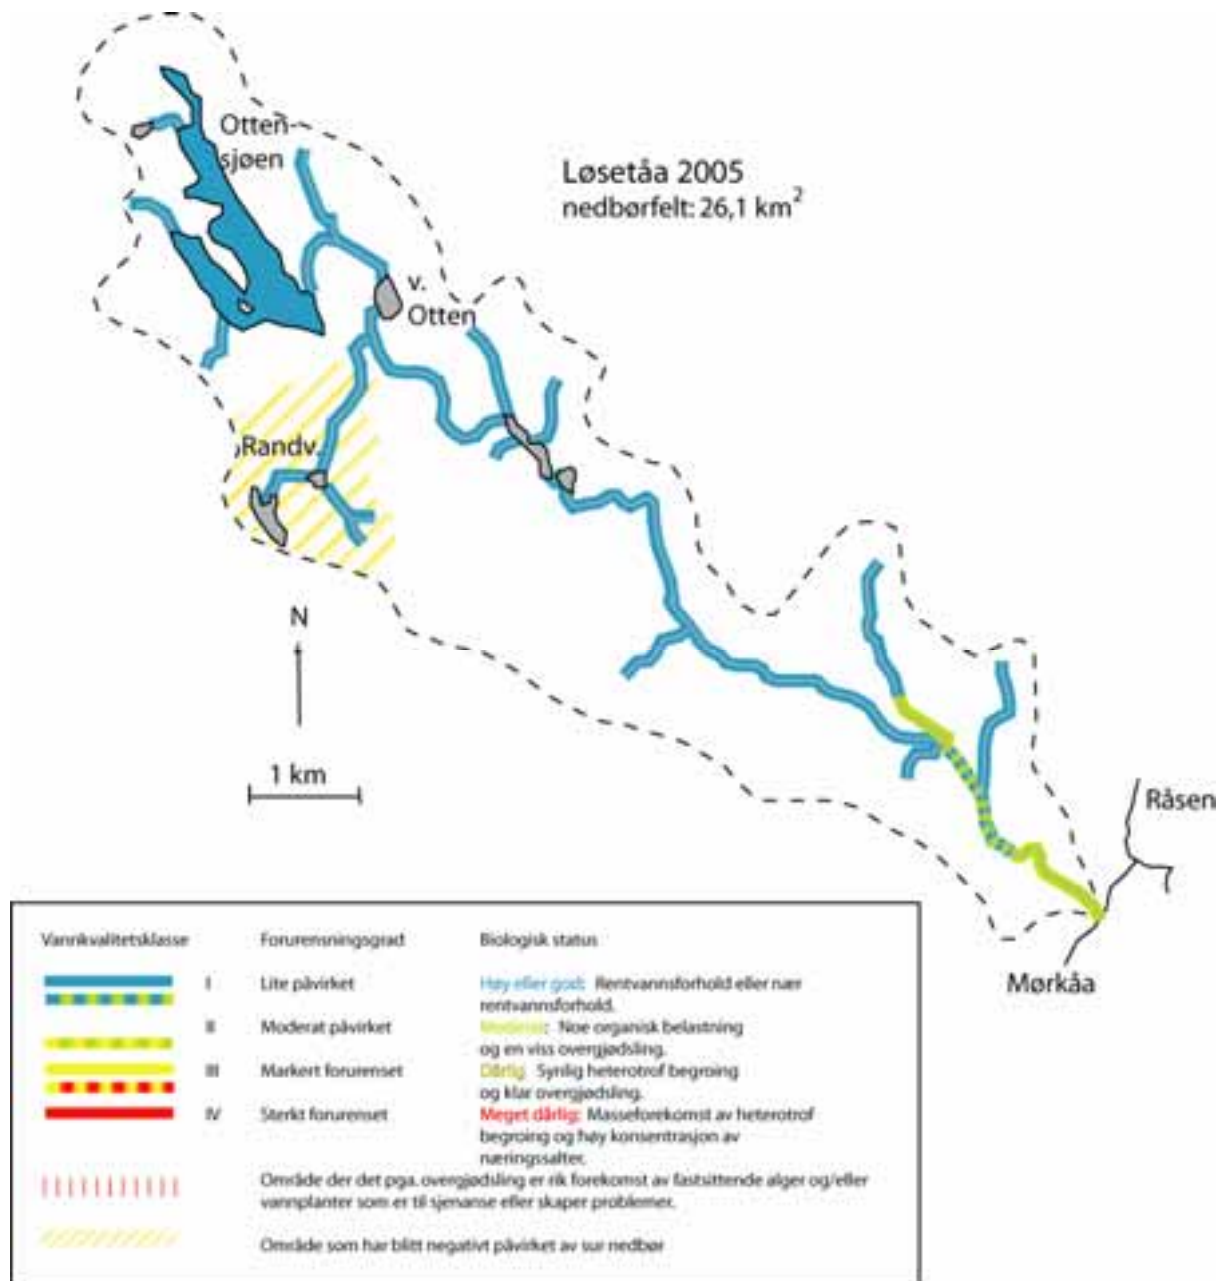 Otten-
sjøen
Løsetåa 2005
nedbørfelt: 26,1 km²
v.
Otten
Randv.
N
1 km
Råsen
Mørkåa
Vannkvalitetsklasse Forurensningsgrad Biologisk status
I Lite påvirket Høy eller god: Rentvannsforhold eller nær
rentvannsforhold.
II Moderat påvirket Moderat: Noe organisk belastning
og en viss overgjødsling.
III Markert forurenset Dårlig: Synlig heterotrof begroing
og klar overgjødsling.
IV Sterkt forurenset Meget dårlig: Masseforekomst av heterotrof
begroing og høy konsentrasjon av
næringssalter.
Område der det pga. overgjødsling er rik forekomst av fastsittende alger og/eller
vannplanter som er til sjenanse eller skaper problemer.
Område som har blitt negativt påvirket av sur nedbør